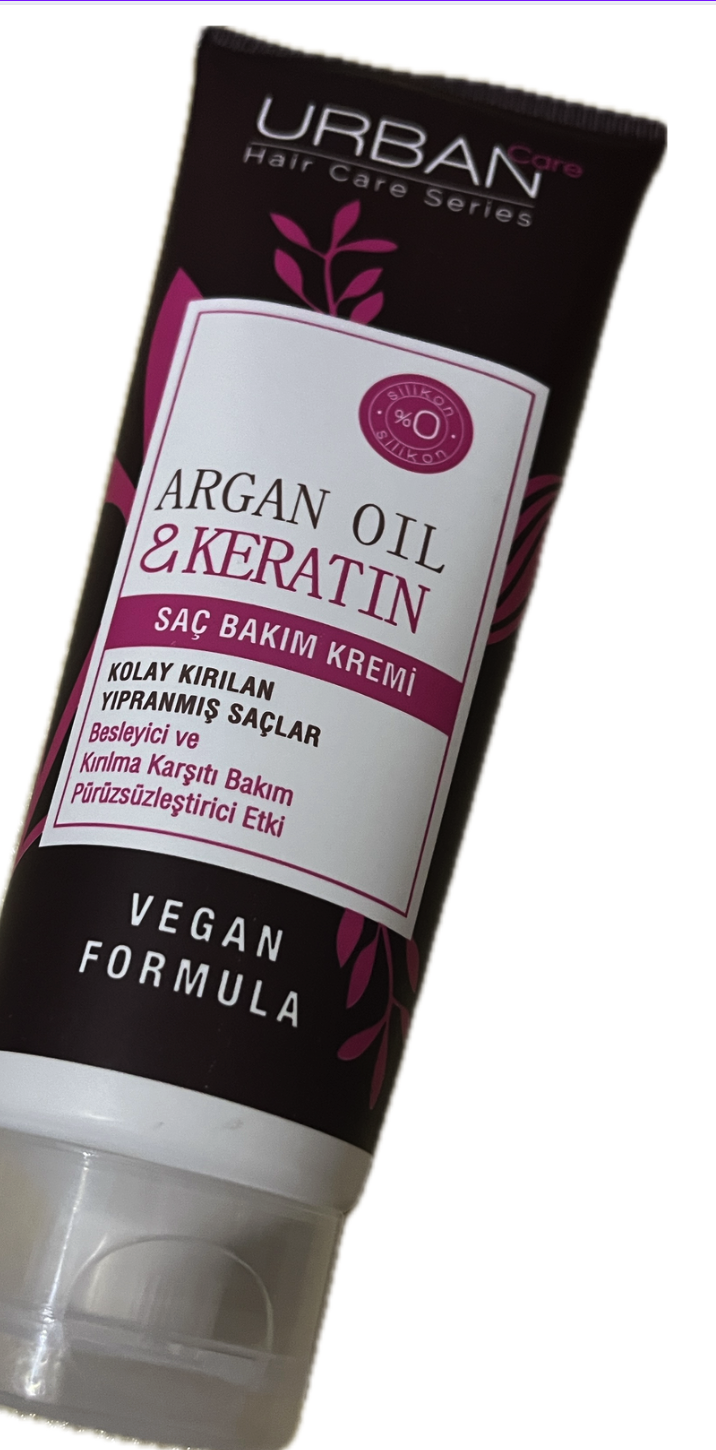 URBAN Care
Hair Care Series
silikon
%0
silikon
ARGAN OIL
&KERATIN
SAÇ BAKIM KREMİ
KOLAY KIRILAN
YIPRANMIŞ SAÇLAR
Besleyici ve
Kırılma Karşıtı Bakım
Pürüzsüzleştirici Etki
VEGAN
FORMULA